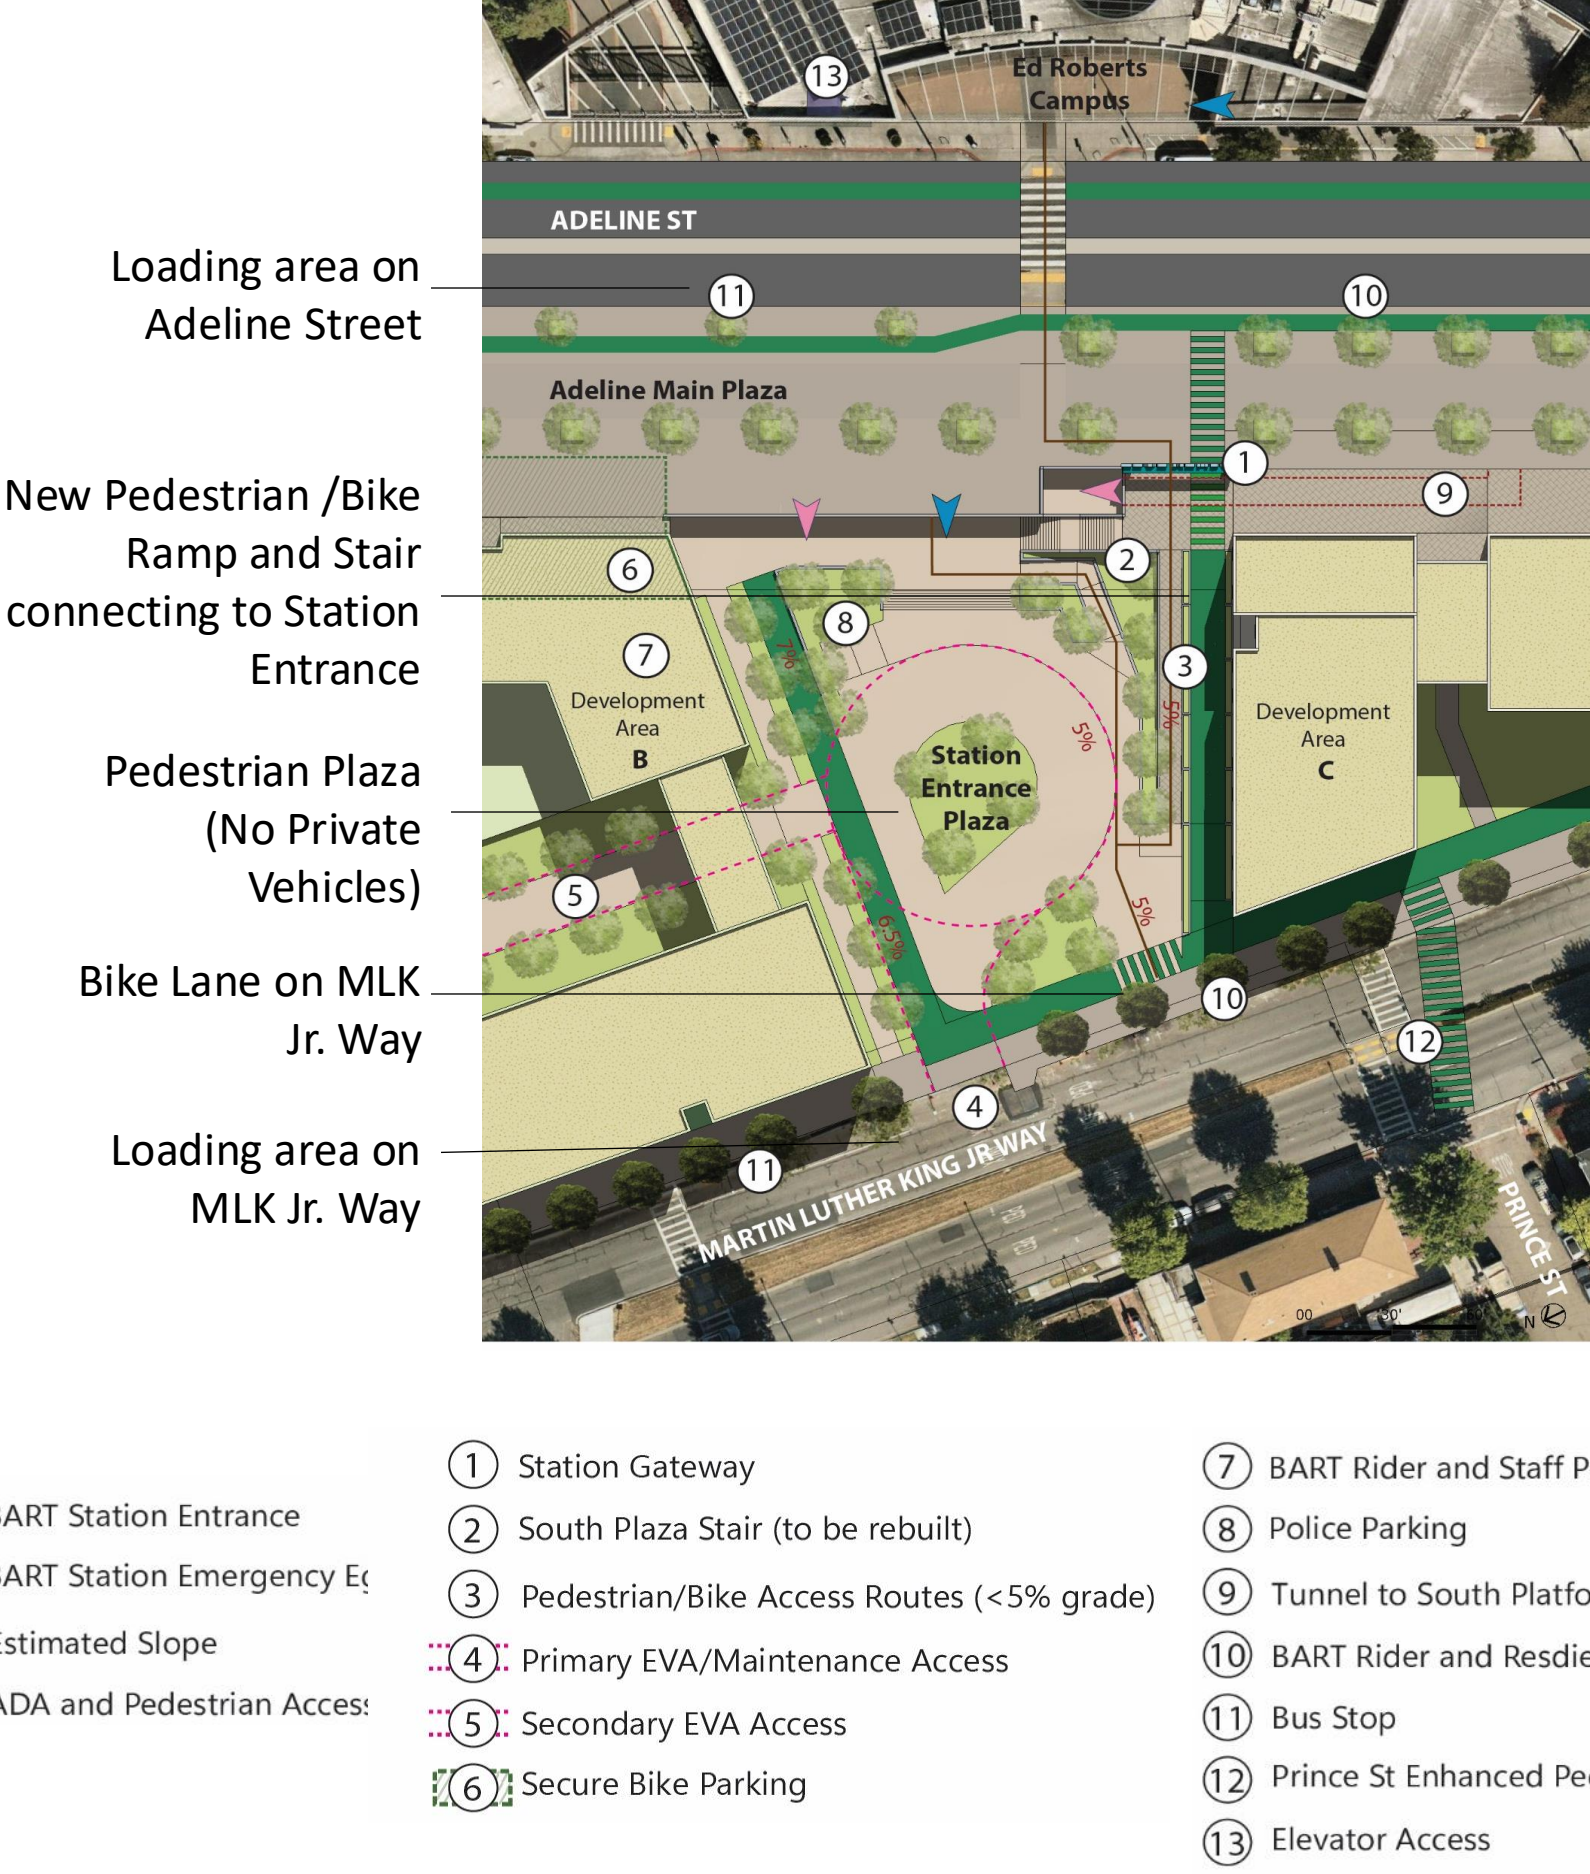 13
Ed Roberts
Campus
ADELINE ST
Loading area on
Adeline Street
11
10
Adeline Main Plaza
1
9
New Pedestrian /Bike
Ramp and Stair
connecting to Station
Entrance
2
6
8
7
3
7%
5%
5%
Development
Area
B
Development
Area
C
Station
Entrance
Plaza
Pedestrian Plaza
(No Private
Vehicles)
5
6.5%
5%
Bike Lane on MLK
Jr. Way
10
12
4
Loading area on
MLK Jr. Way
11
MARTIN LUTHER KING JR WAY
PRINCE ST
00 30' 60'
N
ART Station Entrance
ART Station Emergency Eg
Estimated Slope
ADA and Pedestrian Access
1 Station Gateway
2 South Plaza Stair (to be rebuilt)
3 Pedestrian/Bike Access Routes (<5% grade)
4 Primary EVA/Maintenance Access
5 Secondary EVA Access
6 Secure Bike Parking
7 BART Rider and Staff P
8 Police Parking
9 Tunnel to South Platfo
10 BART Rider and Resdie
11 Bus Stop
12 Prince St Enhanced Pe
13 Elevator Access